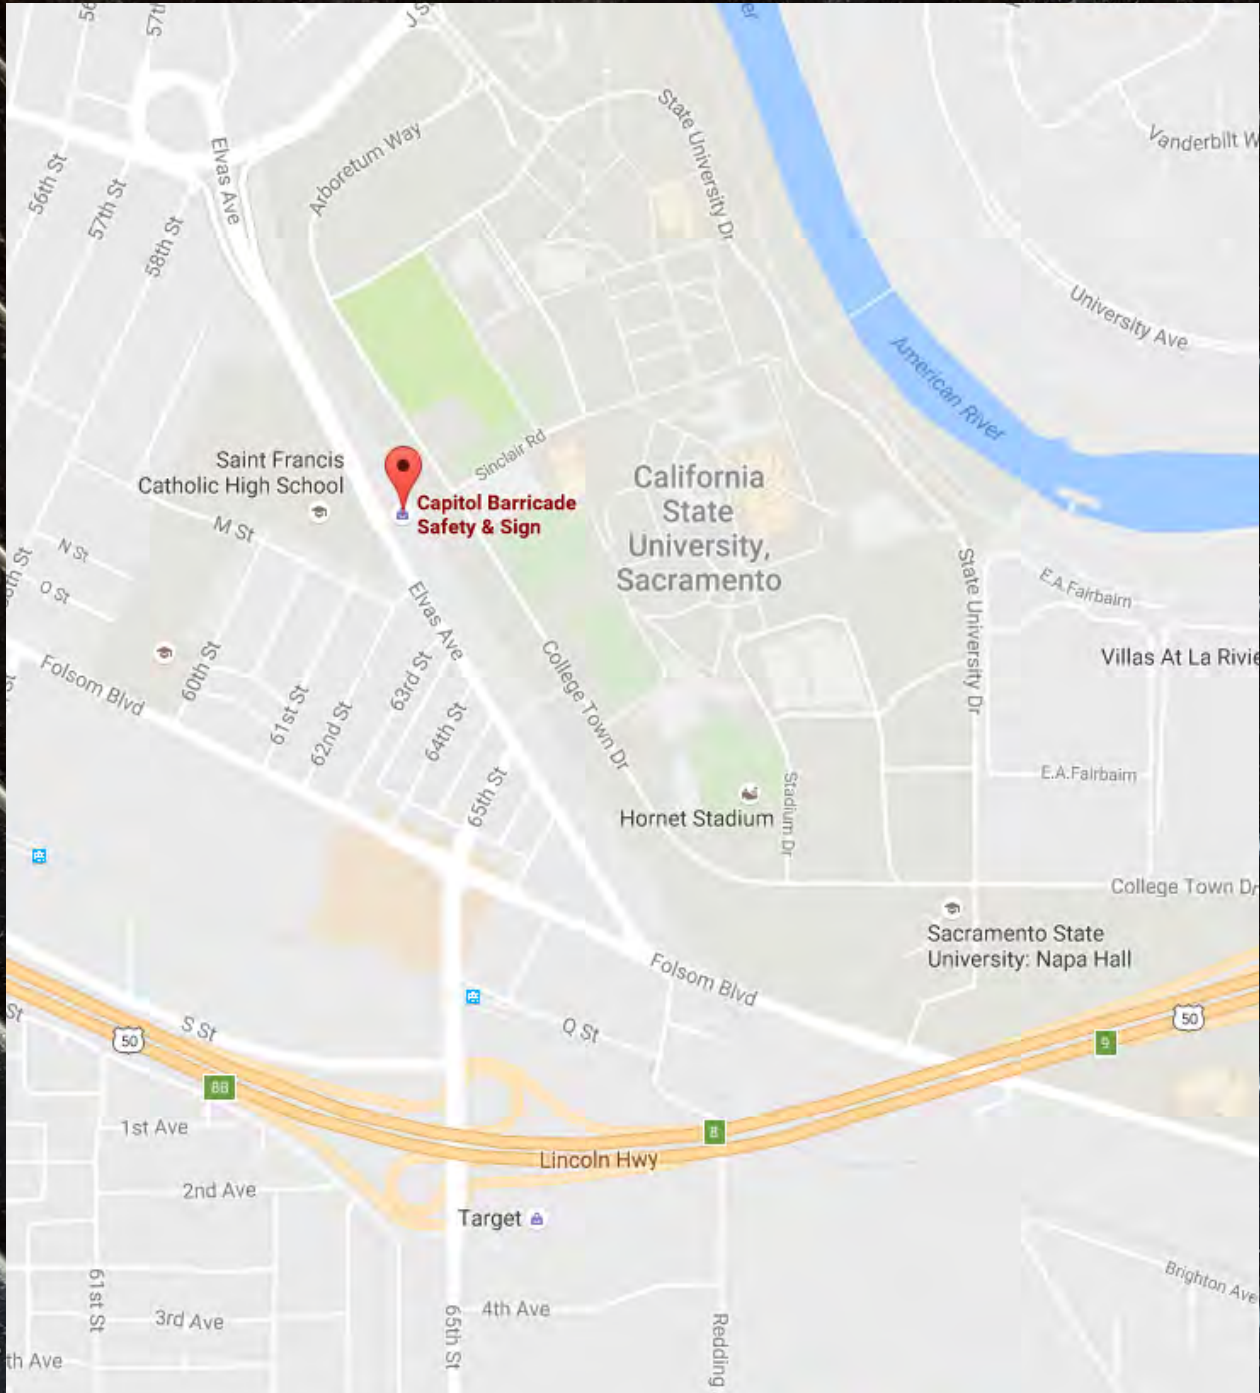 J S
57th
56
er
Vanderbilt W
State University Dr
Arboretum Way
Elvas Ave
56th St
57th St
58th St
University Ave
American River
Sinclair Rd
Saint Francis
Catholic High School
Capitol Barricade
Safety & Sign
California
State
University,
Sacramento
M St
N St
O St
Elvas Ave
State University Dr
E.A.Fairbairn
Villas At La Rivie
60th St
Folsom Blvd
61st St
62nd St
63rd St
64th St
65th St
College Town Dr
E.A.Fairbairn
Hornet Stadium
Stadium Dr
College Town Dr
Sacramento State
University: Napa Hall
Folsom Blvd
St
S St
50
Q St
50
9
8B
8
1st Ave
Lincoln Hwy
2nd Ave
Target
61st St
3rd Ave
65th St
4th Ave
Redding
Brighton Ave
th Ave